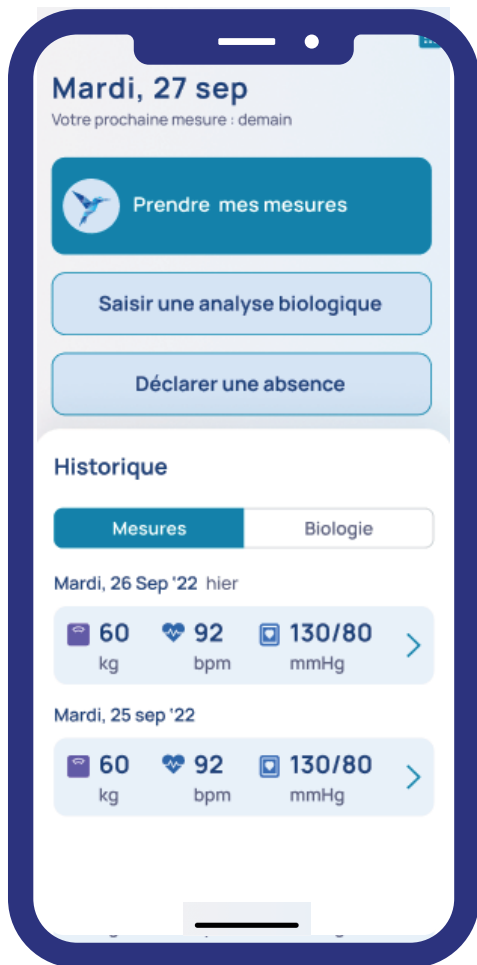 Mardi, 27 sep
Votre prochaine mesure : demain
Prendre mes mesures
Saisir une analyse biologique
Déclarer une absence
Historique
Mesures Biologie
Mardi, 26 Sep ‘22 hier
60 92 130/80
kg bpm mmHg
Mardi, 25 sep ‘22
60 92 130/80
kg bpm mmHg